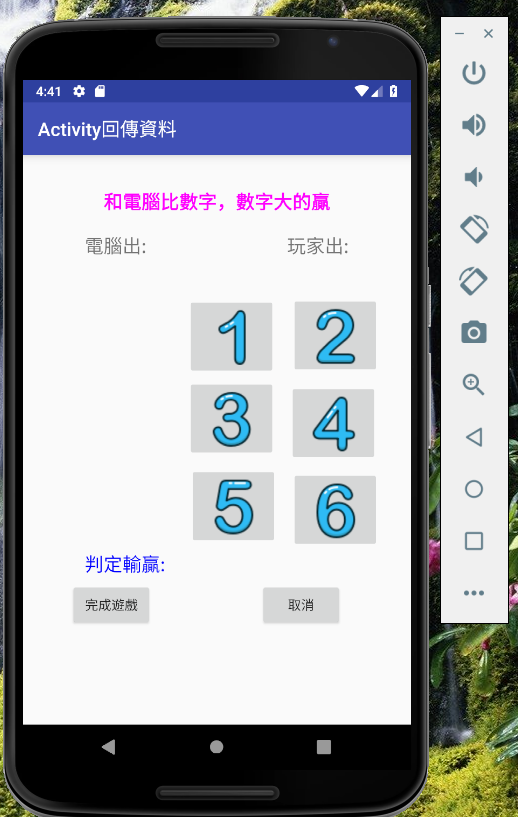 4:41
Activity回傳資料
和電腦比數字，數字大的贏
電腦出: 玩家出:
1 2
3 4
5 6
判定輸贏:
完成遊戲 取消